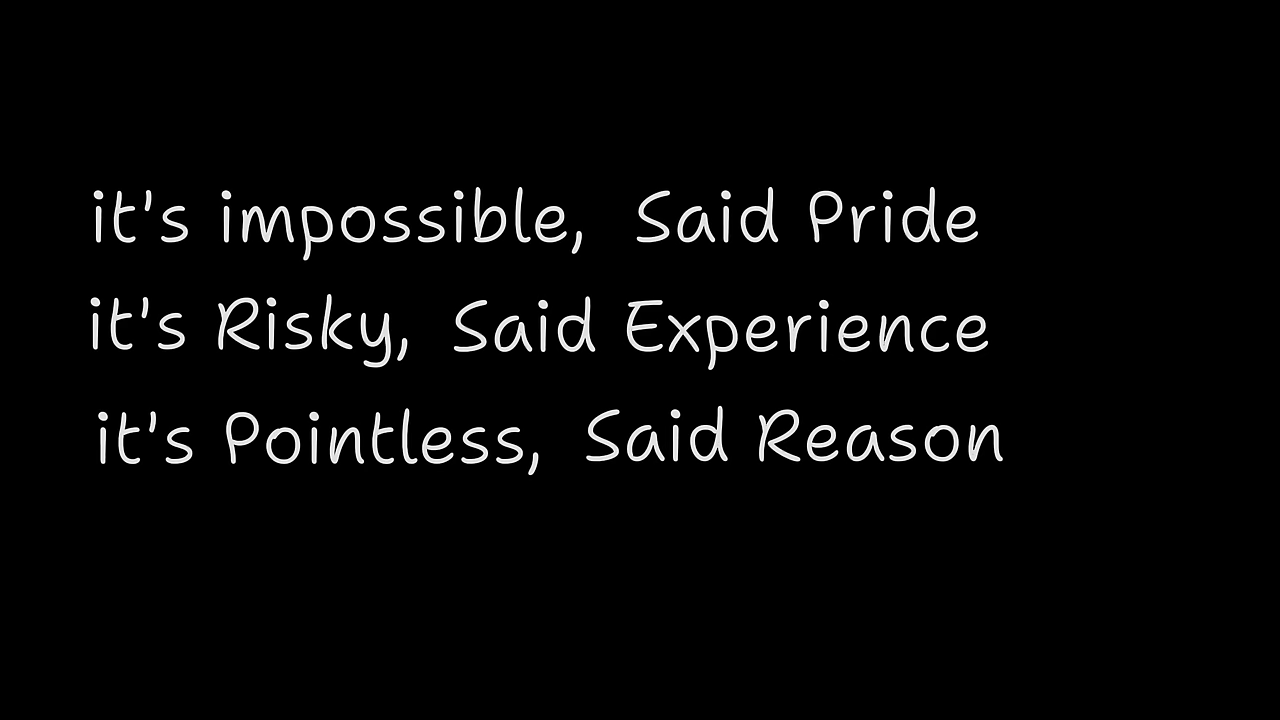 it's impossible, Said Pride
it's Risky, Said Experience
it's Pointless, Said Reason